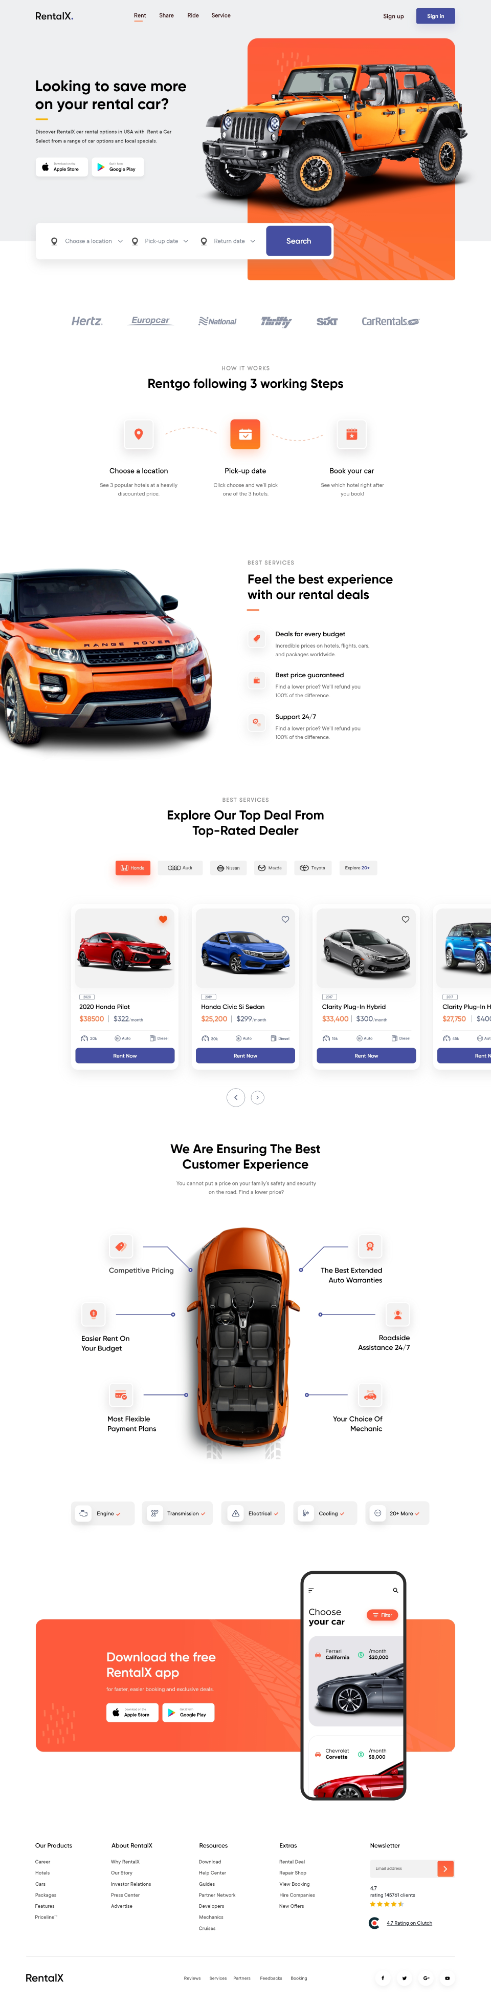 RentalX.
Rent Share Ride Service
Sign up Sign in
Looking to save more
on your rental car?
Discover RentalX car rental options in USA with Rent a Car
Select from a range of car options and local specials.
Apple Store
Google Play
Choose a location
Pick-up date
Return date
Search
Hertz.
Europcar
National
Thrifty
SIXT
CarRentals
HOW IT WORKS
Rentgo following 3 working Steps
Choose a location
See 3 popular hotels at a heavily
discounted price.
Pick-up date
Click choose and we'll pick
one of the 3 hotels.
Book your car
See which hotel right after
you book!
RANGE ROVER
BEST SERVICES
Feel the best experience
with our rental deals
Deals for every budget
Incredible prices on hotels, flights, cars,
and packages worldwide.
Best price guaranteed
Find a lower price? We'll refund you
100% of the difference.
Support 24/7
Find a lower price? We'll refund you
100% of the difference.
BEST SERVICES
Explore Our Top Deal From
Top-Rated Dealer
Honda
Audi
Nissan
Mazda
Toyota
Explore 20+
2020 Honda Pilot
$38500 | $322/month
20k Auto Diesel
Rent Now
Honda Civic Si Sedan
$25,200 | $299/month
20k Auto Diesel
Rent Now
Clarity Plug-In Hybrid
$33,400 | $300/month
15k Auto Diesel
Rent Now
Clarity Plug-In H
$27,750 | $400
Auto
Rent N
We Are Ensuring The Best
Customer Experience
You cannot put a price on your family's safety and security
on the road. Find a lower price?
Competitive Pricing
The Best Extended
Auto Warranties
Easier Rent On
Your Budget
Roadside
Assistance 24/7
Most Flexible
Payment Plans
Your Choice Of
Mechanic
Engine
Transmission
Electrical
Cooling
20+ More
Download the free
RentalX app
for faster, easier booking and exclusive deals.
Apple Store
Google Play
Choose
your car
Filter
Ferrari
California
/month
$20,000
Chevrolet
Corvette
/month
$8,000
Our Products
Career
Hotels
Cars
Packages
Features
Priceline™
About RentalX
Why RentalX
Our Story
Investor Relations
Press Center
Advertise
Resources
Download
Help Center
Guides
Partner Network
Developers
Mechanics
Cruises
Extras
Rental Deal
Repair Shop
View Booking
Hire Companies
New Offers
Newsletter
Email address
4.7
rating 145761 clients
4.7 Rating on Clutch
RentalX
Reviews Services Partners Feedbacks Booking